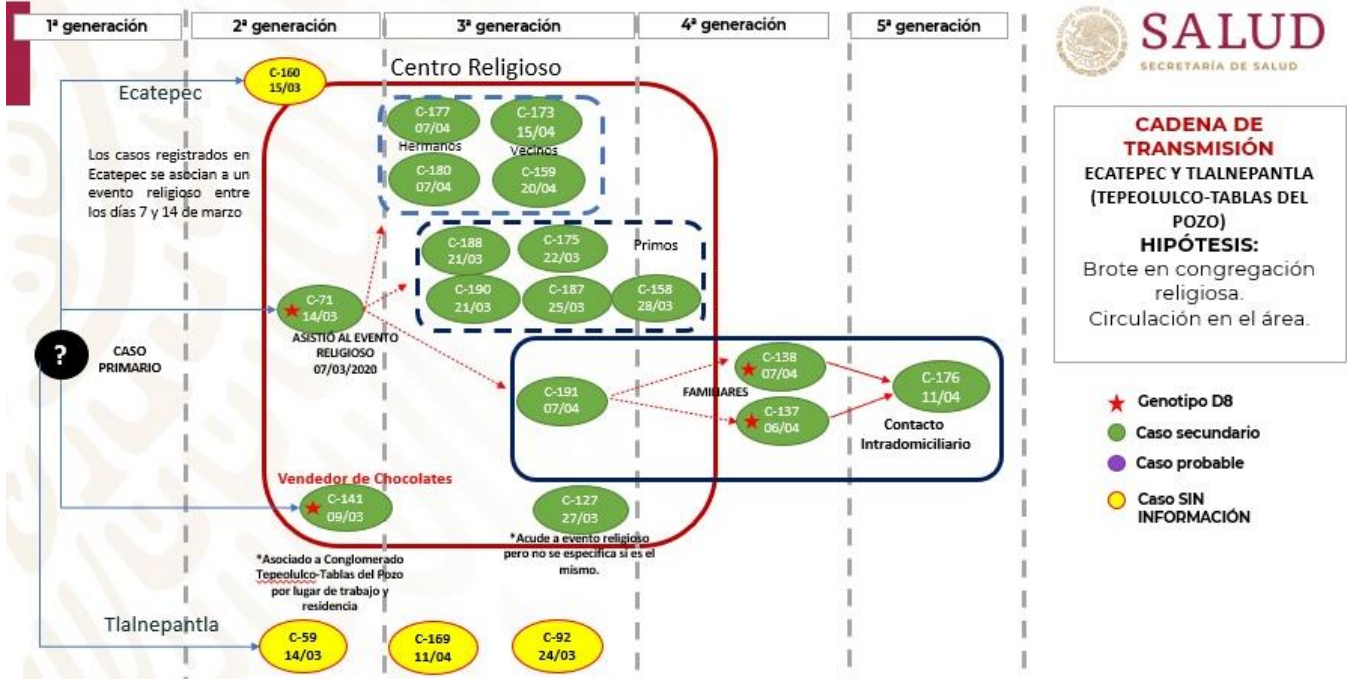 1ª generación
2ª generación
3ª generación
4ª generación
5ª generación
SALUD
SECRETARÍA DE SALUD
CADENA DE
TRANSMISIÓN
ECATEPEC Y TLALNEPANTLA
(TEPEOLULCO-TABLAS DEL
POZO)
HIPÓTESIS:
Brote en congregación
religiosa.
Circulación en el área.
Genotipo D8
Caso secundario
Caso probable
Caso SIN
INFORMACIÓN
Ecatepec
C-160
15/03
Los casos registrados en
Ecatepec se asocian a un
evento religioso entre
los días 7 y 14 de marzo
Centro Religioso
C-177
07/04
Hermanos
C-180
07/04
C-173
15/04
Vecinos
C-159
20/04
C-188
21/03
C-175
22/03
Primos
C-190
21/03
C-187
25/03
C-158
28/03
C-71
14/03
ASISTIÓ AL EVENTO
RELIGIOSO
07/03/2020
?
CASO
PRIMARIO
C-191
07/04
FAMILIARES
C-138
07/04
C-137
06/04
C-176
11/04
Contacto
Intradomiciliario
Vendedor de Chocolates
C-141
09/03
*Asociado a Conglomerado
Tepeolulco-Tablas del Pozo
por lugar de trabajo y
residencia
C-127
27/03
*Acude a evento religioso
pero no se especifica si es el
mismo.
Tlalnepantla
C-59
14/03
C-169
11/04
C-92
24/03